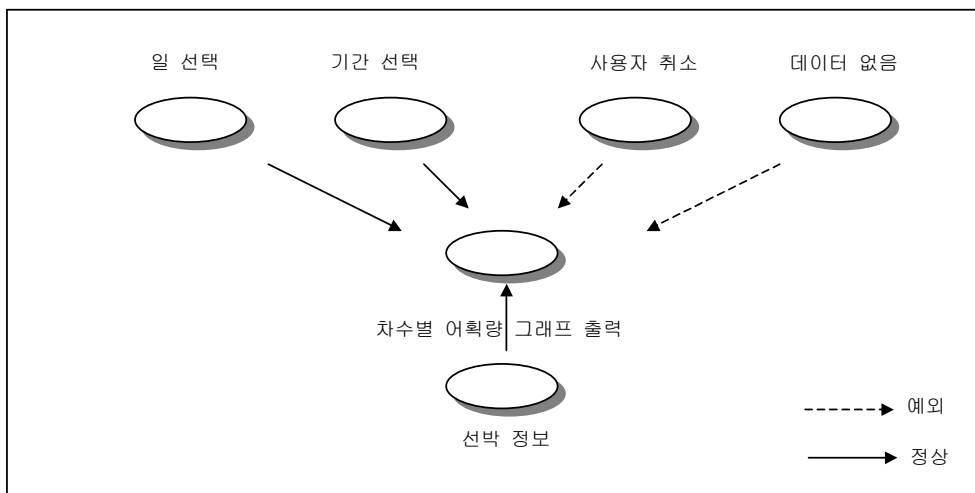 일 선택
기간 선택
사용자 취소
데이터 없음
차수별 어획량 그래프 출력
선박 정보
예외
정상